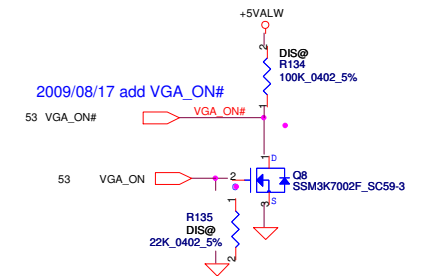 +5VALW
2
DIS@
R134
100K_0402_5%
2009/08/17 add VGA_ON#
1
53 VGA_ON#
VGA_ON#
1 D
53 VGA_ON
2
Q8
SSM3K7002F_SC59-3
3 S
1
R135
DIS@
22K_0402_5%
2